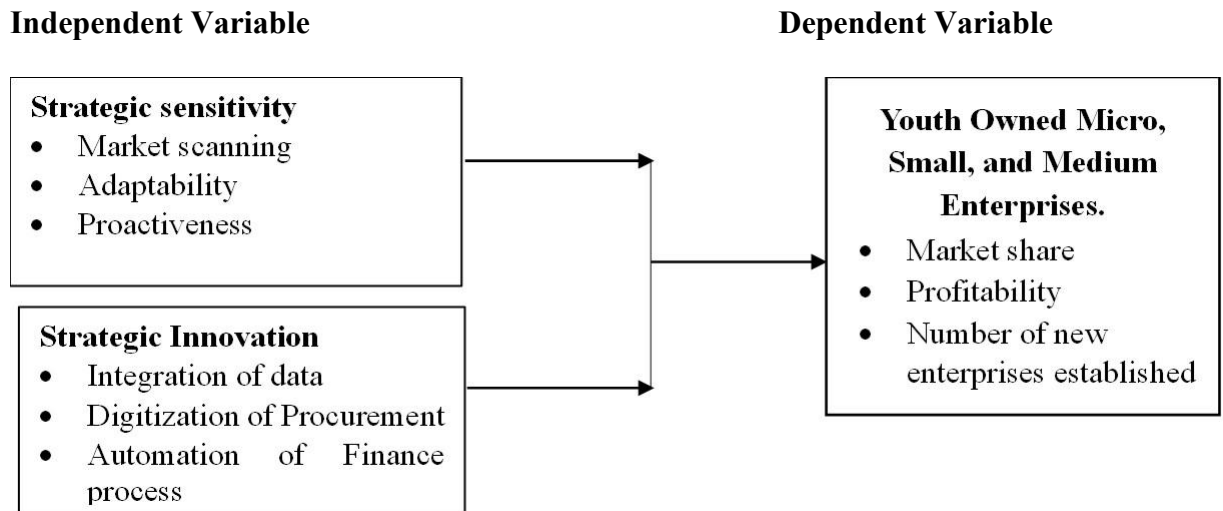 Independent Variable
Dependent Variable
Strategic sensitivity
• Market scanning
• Adaptability
• Proactiveness
Strategic Innovation
• Integration of data
• Digitization of Procurement
• Automation of Finance
process
Youth Owned Micro,
Small, and Medium
Enterprises.
• Market share
• Profitability
• Number of new
enterprises established